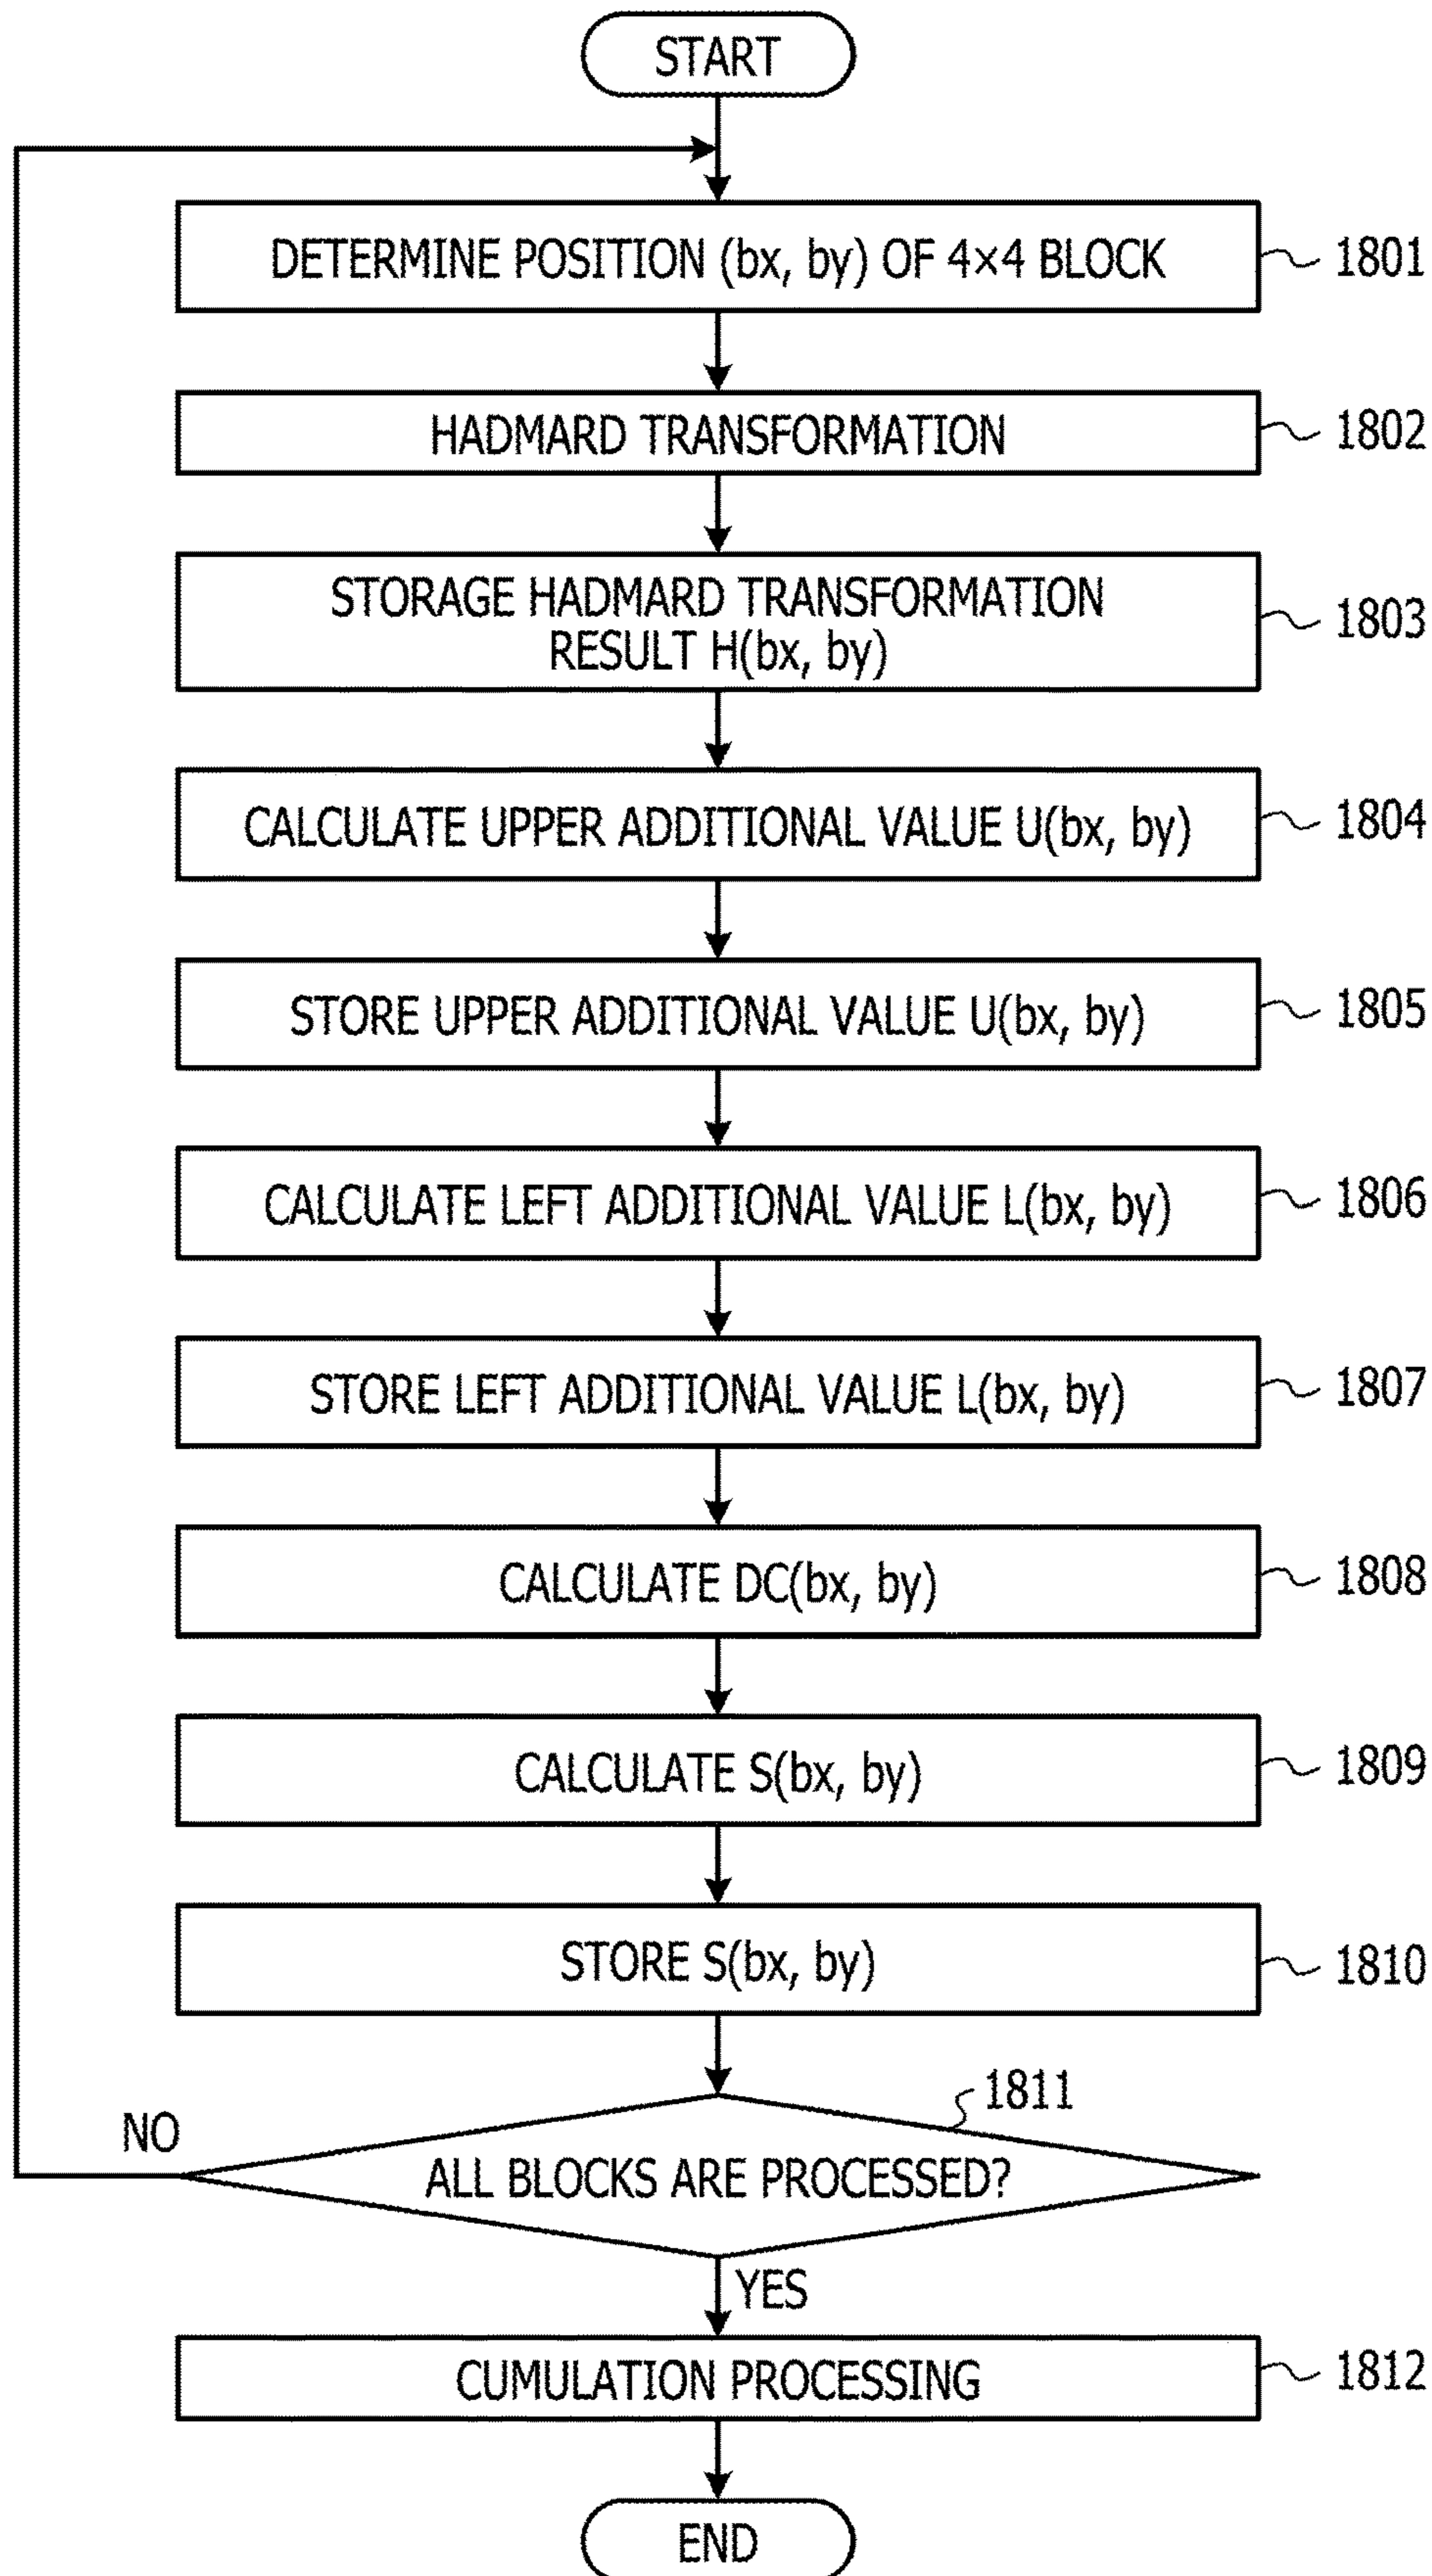 START
DETERMINE POSITION (bx, by) OF 4×4 BLOCK
1801
HADMARD TRANSFORMATION
1802
STORAGE HADMARD TRANSFORMATION
RESULT H(bx, by)
1803
CALCULATE UPPER ADDITIONAL VALUE U(bx, by)
1804
STORE UPPER ADDITIONAL VALUE U(bx, by)
1805
CALCULATE LEFT ADDITIONAL VALUE L(bx, by)
1806
STORE LEFT ADDITIONAL VALUE L(bx, by)
1807
CALCULATE DC(bx, by)
1808
CALCULATE S(bx, by)
1809
STORE S(bx, by)
1810
1811
NO
ALL BLOCKS ARE PROCESSED?
YES
CUMULATION PROCESSING
1812
END